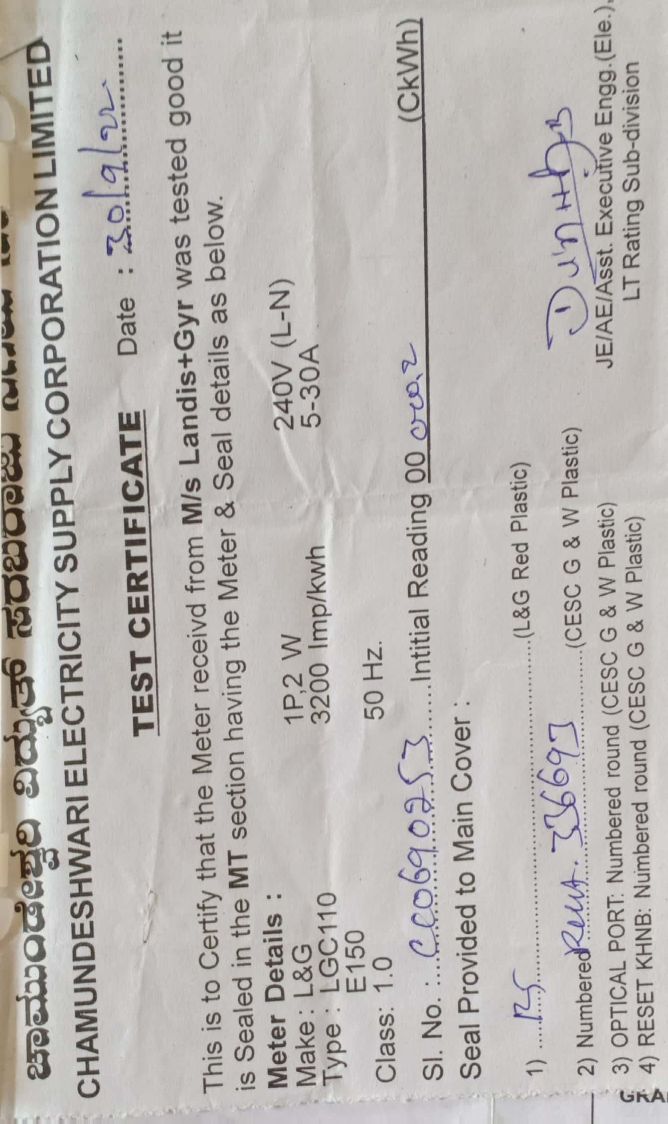 ಚಾಮುಂಡೇಶ್ವರಿ ವಿದ್ಯುತ್ ಸರಬರಾಜು
CHAMUNDESHWARI ELECTRICITY SUPPLY CORPORATION LIMITED
TEST CERTIFICATE Date : 30/9/22
This is to Certify that the Meter receivd from M/s Landis+Gyr was tested good it
is Sealed in the MT section having the Meter & Seal details as below.
Meter Details :
Make : L&G 1P,2 W 240V (L-N)
Type : LGC110 3200 Imp/kwh 5-30A
E150
Class: 1.0 50 Hz.
Sl. No. : CC0690253 Intitial Reading 00 (CkWh)
Seal Provided to Main Cover :
1) (L&G Red Plastic)
2) Numbered 336697 (CESC G & W Plastic)
3) OPTICAL PORT: Numbered round (CESC G & W Plastic)
4) RESET KHNB: Numbered round (CESC G & W Plastic)
JE/AE/Asst. Executive Engg.(Ele.),
LT Rating Sub-division